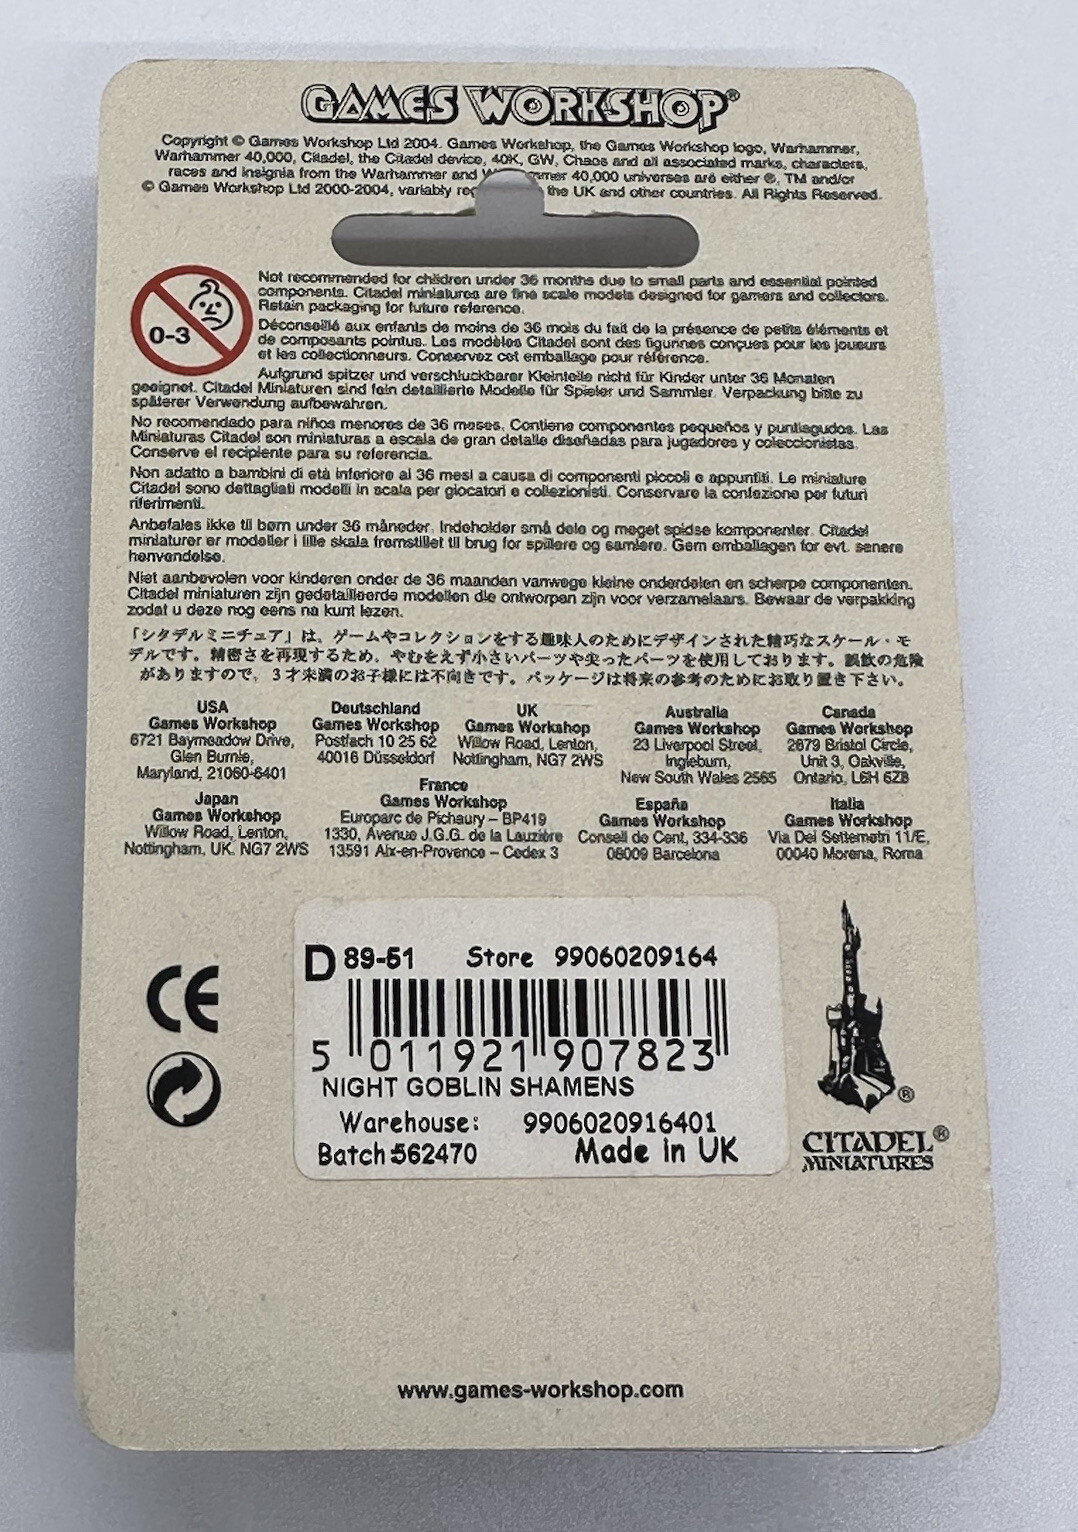 GAMES WORKSHOP®
Copyright © Games Workshop Ltd 2004. Games Workshop, the Games Workshop logo, Warhammer,
Warhammer 40,000, Citadel, the Citadel device, 40K, GW, Chaos and all associated marks, characters,
races and insignia from the Warhammer and 40,000 universes are either ®, TM and/or
© Games Workshop Ltd 2000-2004, variably the UK and other countries. All Rights Reserved.
0-3
Not recommended for children under 36 months due to small parts and essential pointed
components. Citadel miniatures are fine scale models designed for gamers and collectors.
Retain packaging for future reference.
Déconseillé aux enfants de moins de 36 mois du fait de la présence de petits éléments et
de composants pointus. Les modèles Citadel sont des figurines conçues pour les joueurs
et les collectionneurs. Conservez cet emballage pour référence.
Aufgrund spitzer und verschluckbarer Kleinteile nicht für Kinder unter 36 Monaten
geeignet. Citadel Miniaturen sind fein detaillierte Modelle für Spieler und Sammler. Verpackung bitte zu
späterer Verwendung aufbewahren.
No recomendado para niños menores de 36 meses. Contiene componentes pequeños y puntiagudos. Las
Miniaturas Citadel son miniaturas a escala de gran detalle diseñadas para jugadores y coleccionistas.
Conserve el recipiente para su referencia.
Non adatto a bambini di età inferiore ai 36 mesi a causa di componenti piccoli e appuntiti. Le miniature
Citadel sono dettagliati modelli in scala per giocatori e collezionisti. Conservare la confezione per futuri
riferimenti.
Anbefales ikke til børn under 36 måneder. Indeholder små dele og meget spidse komponenter. Citadel
miniaturer er modeller i lille skala fremstillet til brug for spillere og samlere. Gem emballagen for evt. senere
henvendelse.
Niet aanbevolen voor kinderen onder de 36 maanden vanwege kleine onderdelen en scherpe componenten.
Citadel miniaturen zijn gedetailleerde modellen die ontworpen zijn voor verzamelaars. Bewaar de verpakking
zodat u deze nog eens na kunt lezen.
「シタデルミニチュア」は、ゲームやコレクションをする趣味人のためにデザインされた精巧なスケール・モ
デルです。精密さを再現するため、やむをえず小さいパーツや尖ったパーツを使用しております。誤飲の危険
がありますので、3才未満のお子様には不向きです。パッケージは将来の参考のためにお取り置き下さい。
USA
Games Workshop
6721 Baymeadow Drive,
Glen Burnie,
Maryland, 21060-6401
Deutschland
Games Workshop
Postfach 10 25 62
40016 Düsseldorf
UK
Games Workshop
Willow Road, Lenton,
Nottingham, NG7 2WS
Australia
Games Workshop
23 Liverpool Street,
Ingleburn,
New South Wales 2565
Canada
Games Workshop
2679 Bristol Circle,
Unit 3, Oakville,
Ontario, L6H 6Z8
Japan
Games Workshop
Willow Road, Lenton,
Nottingham, UK. NG7 2WS
France
Games Workshop
Europarc de Pichaury – BP419
1330, Avenue J.G.G. de la Lauzière
13591 Aix-en-Provence – Cedex 3
España
Games Workshop
Consell de Cent, 334-336
08009 Barcelona
Italia
Games Workshop
Via Dei Settemetri 11/E,
00040 Morena, Roma
D 89-51 Store 99060209164
5 011921 907823
NIGHT GOBLIN SHAMENS
Warehouse: 9906020916401
Batch 562470 Made in UK
CE
®
CITADEL®
MINIATURES
www.games-workshop.com